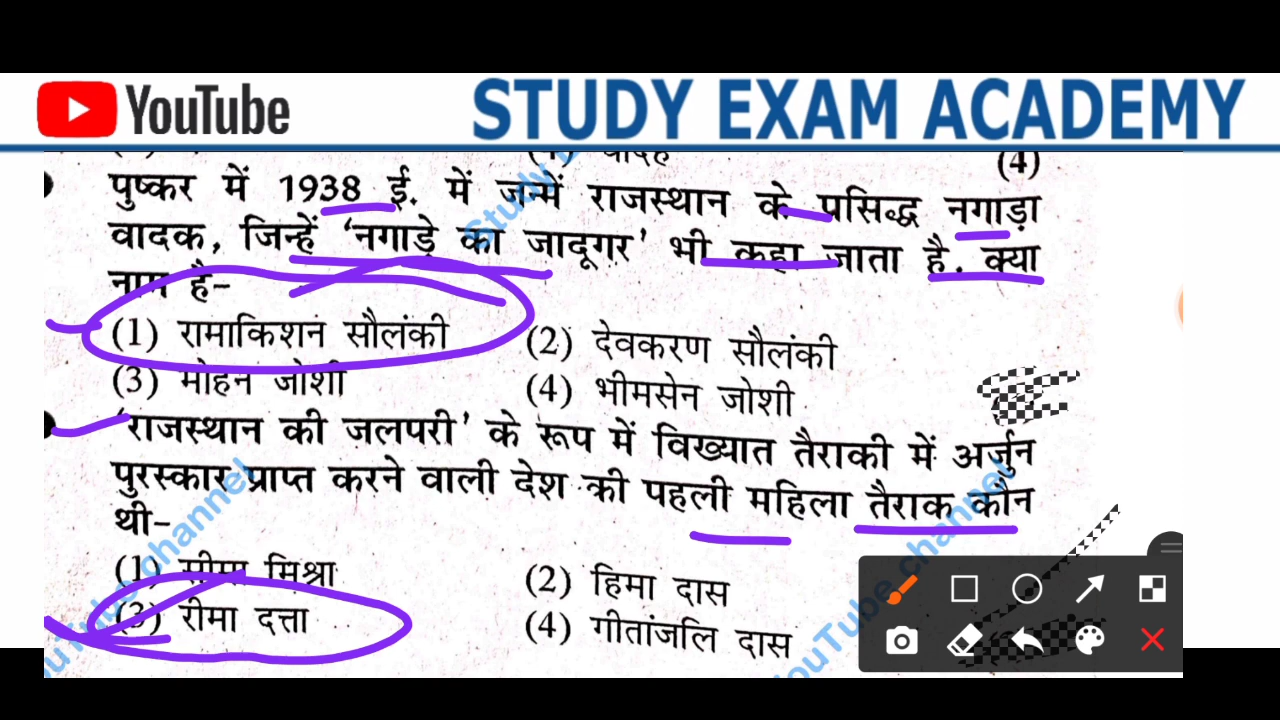 YouTube
STUDY EXAM ACADEMY
(4)
पुष्कर में 1938 ई. में जन्में राजस्थान के प्रसिद्ध नगाड़ा
वादक, जिन्हें ‘नगाड़े का जादूगर’ भी कहा जाता है. क्या
नाम है-
(1) रामाकिशन सौलंकी
(2) देवकरण सौलंकी
(3) मोहन जोशी
(4) भीमसेन जोशी
‘राजस्थान की जलपरी’ के रूप में विख्यात तैराकी में अर्जुन
पुरस्कार प्राप्त करने वाली देश की पहली महिला तैराक कौन
थी-
(1) सीमा मिश्रा
(2) हिमा दास
(3) रीमा दत्ता
(4) गीतांजलि दास